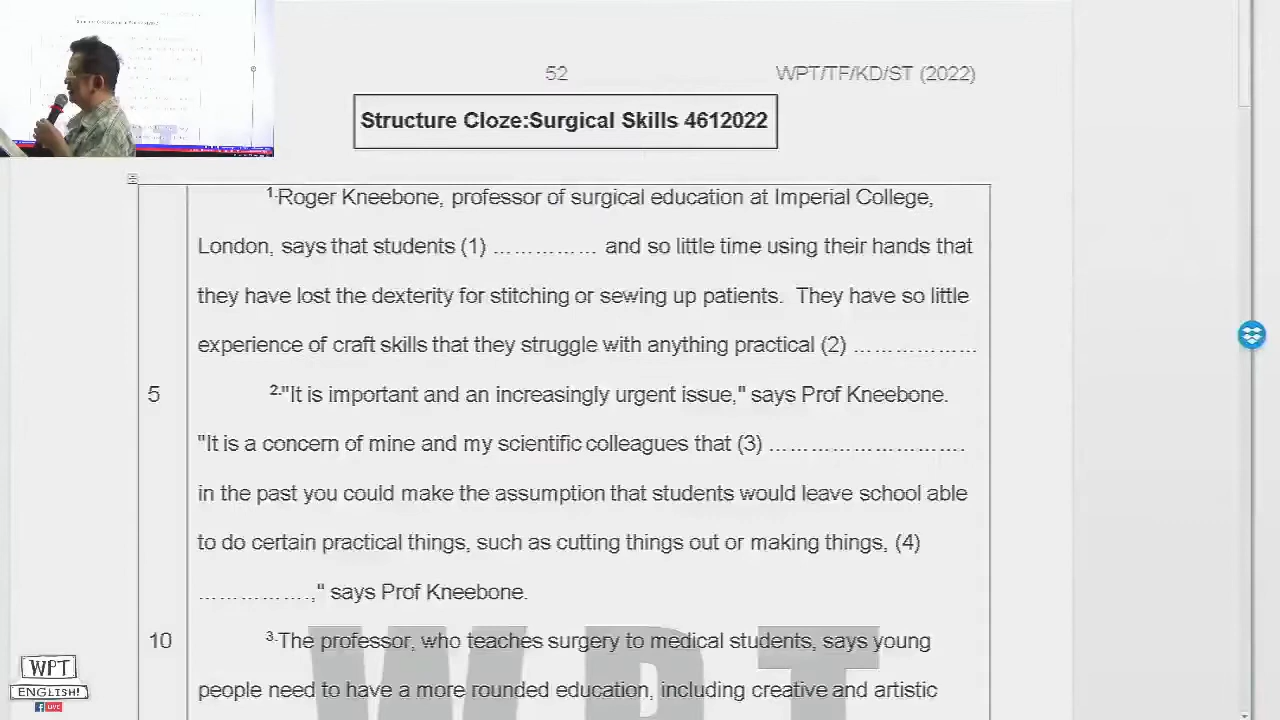 52
WPT/TF/KD/ST (2022)
Structure Cloze:Surgical Skills 4612022
1.Roger Kneebone, professor of surgical education at Imperial College,
London, says that students (1) …………… and so little time using their hands that
they have lost the dexterity for stitching or sewing up patients. They have so little
experience of craft skills that they struggle with anything practical (2) ………………
5
2."It is important and an increasingly urgent issue," says Prof Kneebone.
"It is a concern of mine and my scientific colleagues that (3) ……………………….
in the past you could make the assumption that students would leave school able
to do certain practical things, such as cutting things out or making things, (4)
…………….," says Prof Kneebone.
10
3.The professor, who teaches surgery to medical students, says young
people need to have a more rounded education, including creative and artistic
WPT
WPT
ENGLISH!
LIVE